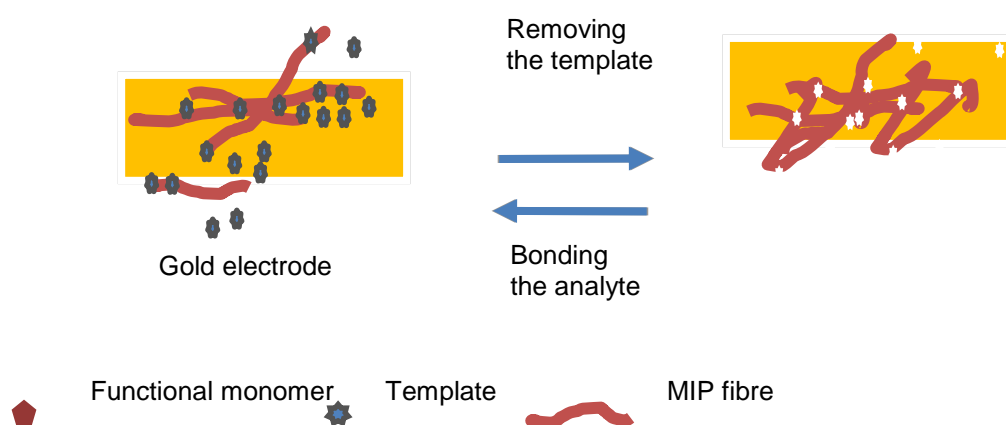 Removing
the template
Gold electrode
Bonding
the analyte
Functional monomer Template MIP fibre